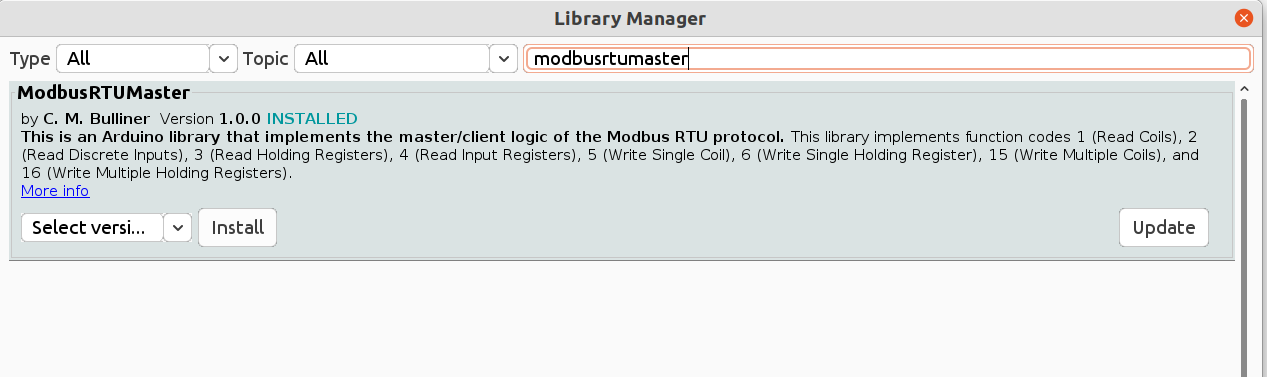 Library Manager
Type All Topic All modbusrtumaster
ModbusRTUMaster
by C. M. Bulliner Version 1.0.0 INSTALLED
This is an Arduino library that implements the master/client logic of the Modbus RTU protocol. This library implements function codes 1 (Read Coils), 2
(Read Discrete Inputs), 3 (Read Holding Registers), 4 (Read Input Registers), 5 (Write Single Coil), 6 (Write Single Holding Register), 15 (Write Multiple Coils), and
16 (Write Multiple Holding Registers).
More info
Select versi... Install Update